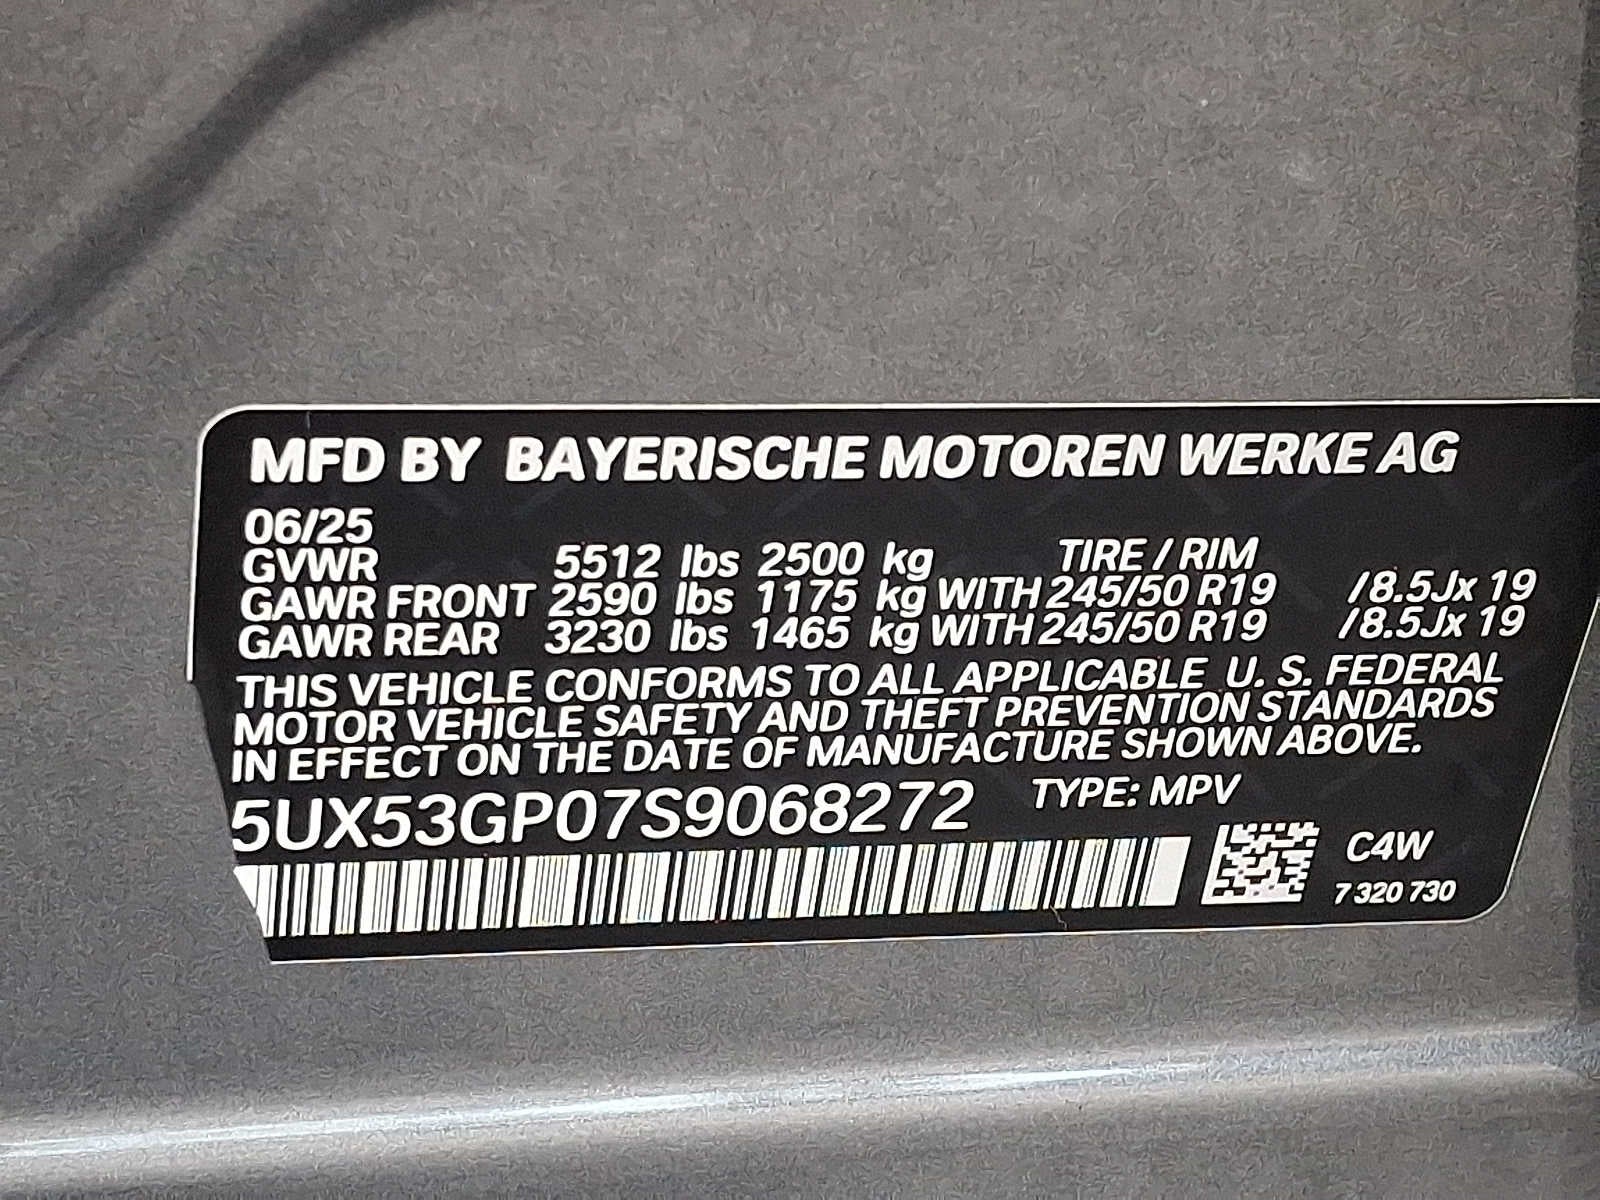 MFD BY BAYERISCHE MOTOREN WERKE AG
06/25
GVWR 5512 lbs 2500 kg TIRE / RIM
GAWR FRONT 2590 lbs 1175 kg WITH 245/50 R19 /8.5Jx 19
GAWR REAR 3230 lbs 1465 kg WITH 245/50 R19 /8.5Jx 19
THIS VEHICLE CONFORMS TO ALL APPLICABLE U. S. FEDERAL
MOTOR VEHICLE SAFETY AND THEFT PREVENTION STANDARDS
IN EFFECT ON THE DATE OF MANUFACTURE SHOWN ABOVE.
5UX53GP07S9068272 TYPE: MPV
C4W
7 320 730